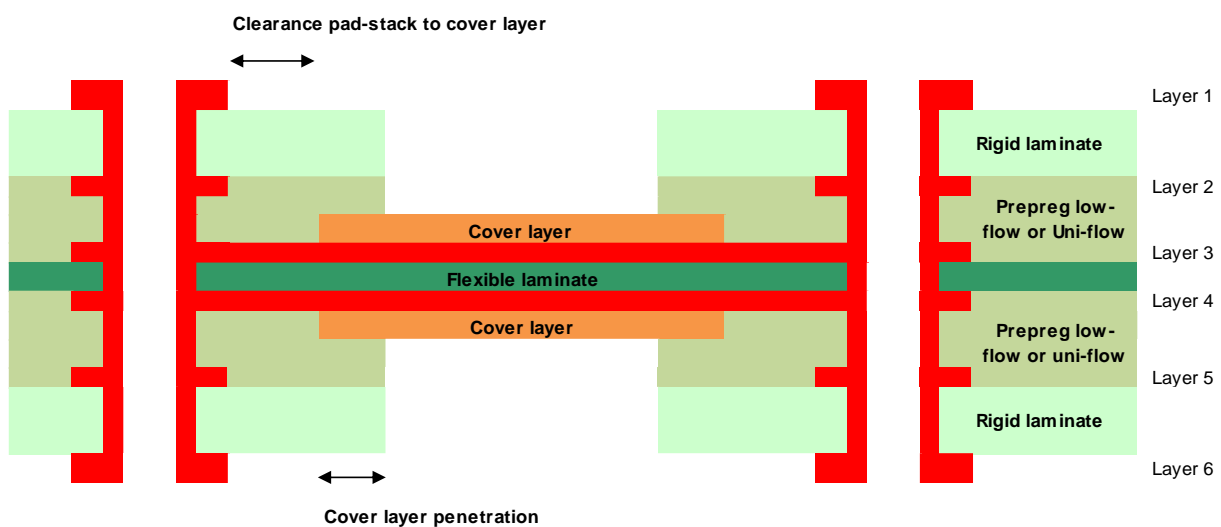 Clearance pad-stack to cover layer
Layer 1
Rigid laminate
Layer 2
Prepreg low-
flow or Uni-flow
Cover layer
Layer 3
Flexible laminate
Layer 4
Cover layer
Prepreg low-
flow or uni-flow
Layer 5
Rigid laminate
Layer 6
Cover layer penetration